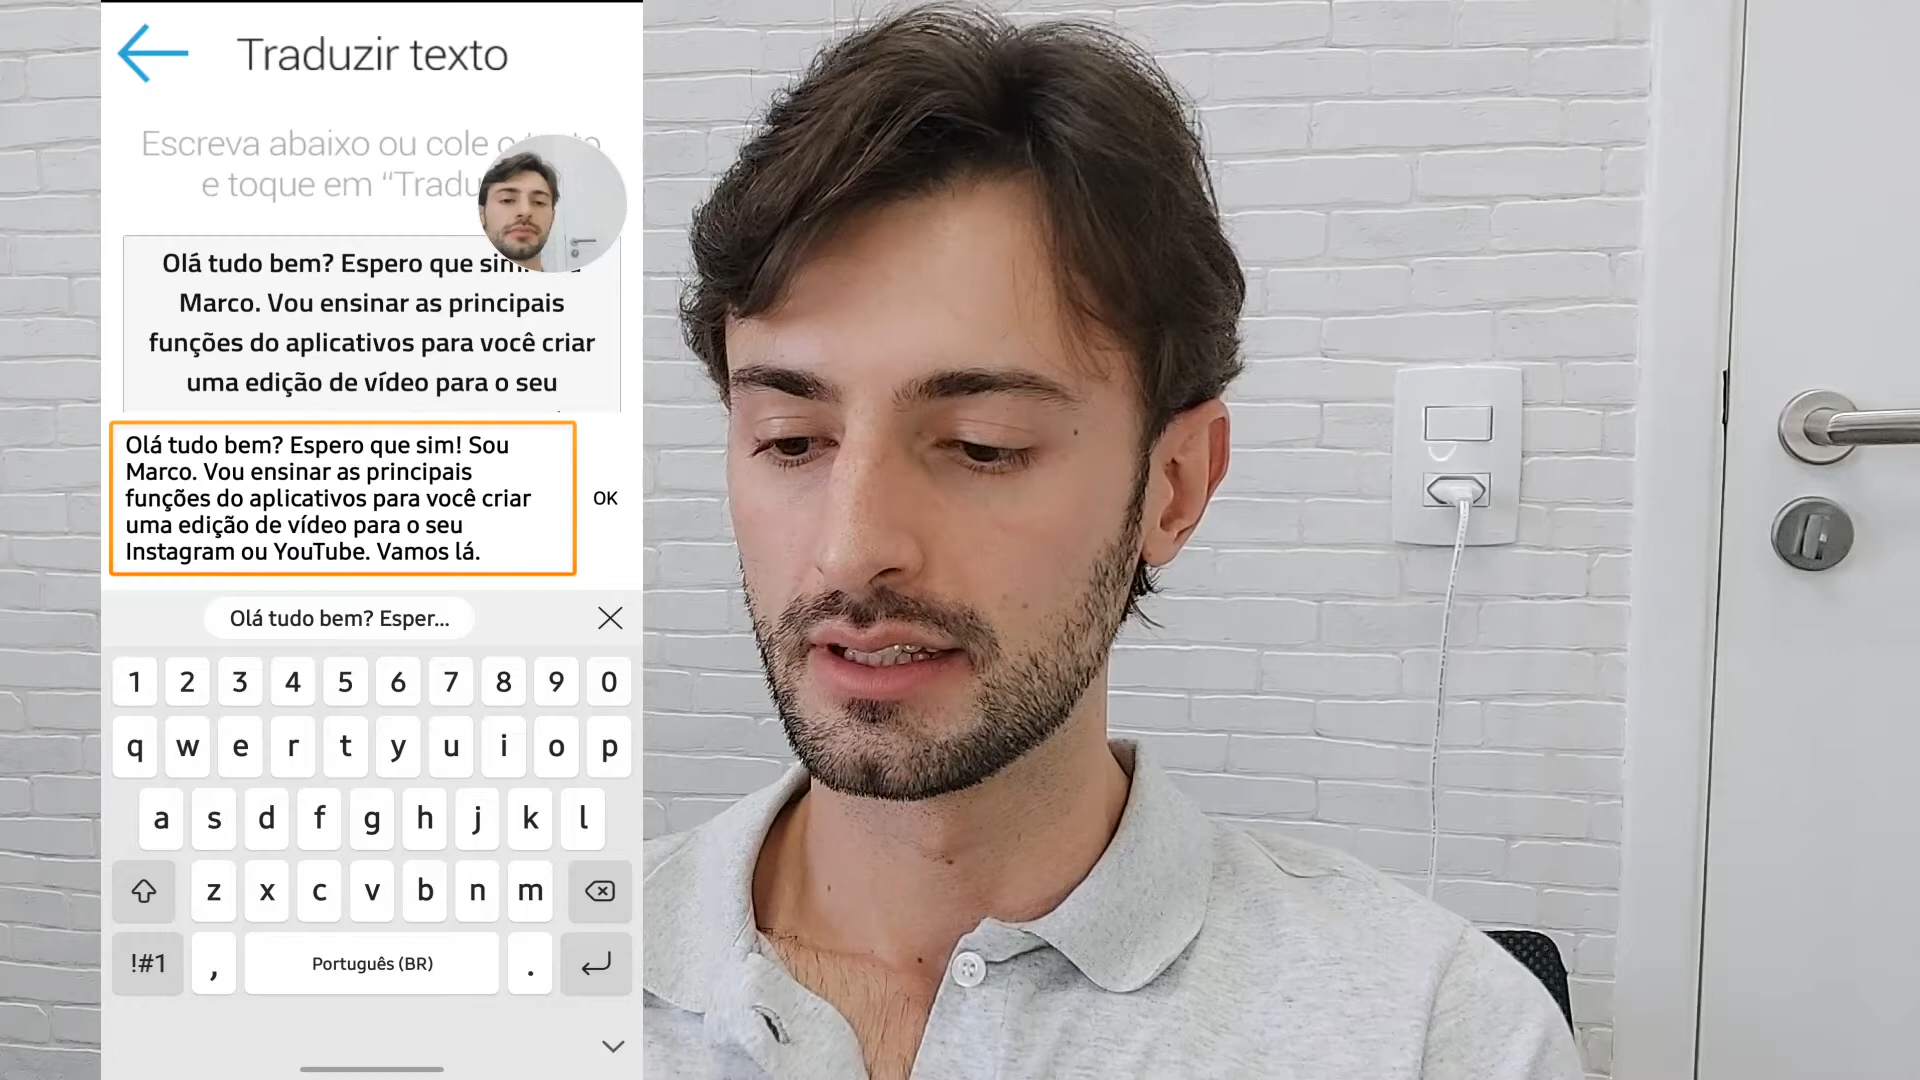 Traduzir texto
Escreva abaixo ou cole o
e toque em “Tradu
Olá tudo bem? Espero que sim
Marco. Vou ensinar as principais
funções do aplicativos para você criar
uma edição de vídeo para o seu
Olá tudo bem? Espero que sim! Sou
Marco. Vou ensinar as principais
funções do aplicativos para você criar
uma edição de vídeo para o seu
Instagram ou YouTube. Vamos lá.
OK
Olá tudo bem? Esper...
1 2 3 4 5 6 7 8 9 0
q w e r t y u i o p
a s d f g h j k l
z x c v b n m
!#1 , Português (BR) .